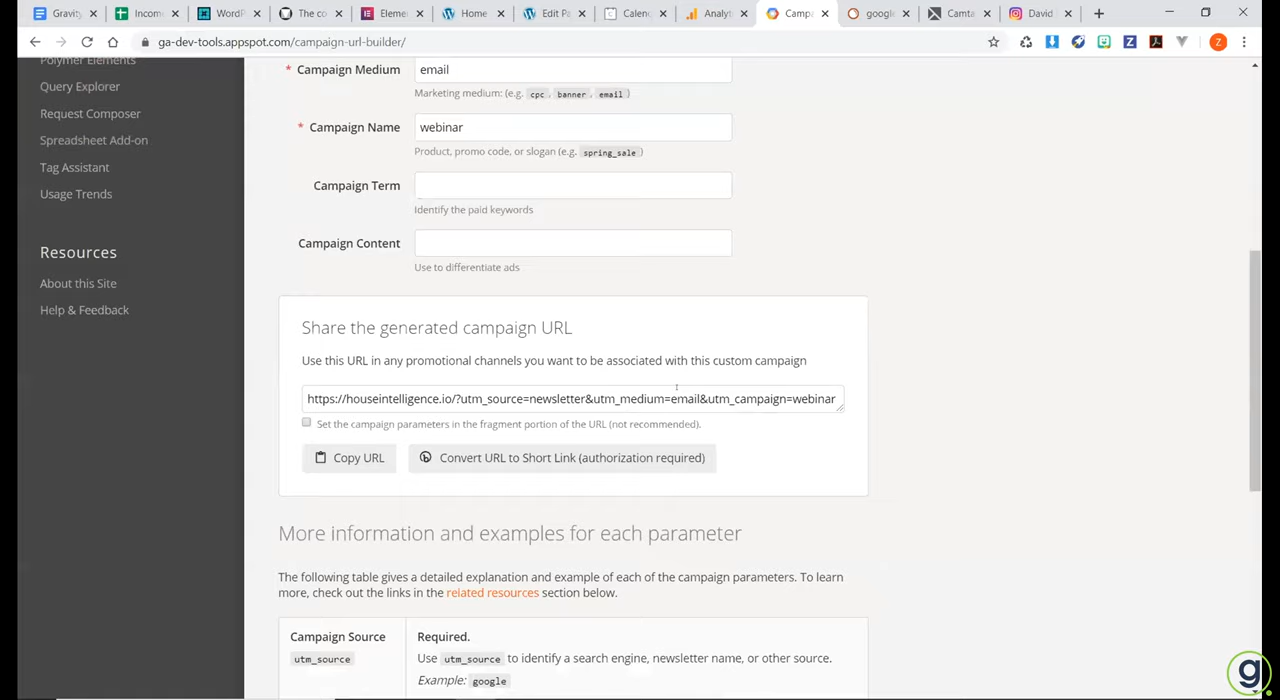 Gravity
Incom
WordP
The co
Eleme
Home
Edit Pa
Calen
Analyt
Campa
google
Camta
David
ga-dev-tools.appspot.com/campaign-url-builder/
Z
Z
Polymer Elements
Query Explorer
Request Composer
Spreadsheet Add-on
Tag Assistant
Usage Trends
Resources
About this Site
Help & Feedback
* Campaign Medium
email
Marketing medium: (e.g. cpc, banner, email)
* Campaign Name
webinar
Product, promo code, or slogan (e.g. spring_sale)
Campaign Term
Identify the paid keywords
Campaign Content
Use to differentiate ads
Share the generated campaign URL
Use this URL in any promotional channels you want to be associated with this custom campaign
https://houseintelligence.io/?utm_source=newsletter&utm_medium=email&utm_campaign=webinar
Set the campaign parameters in the fragment portion of the URL (not recommended).
Copy URL
Convert URL to Short Link (authorization required)
More information and examples for each parameter
The following table gives a detailed explanation and example of each of the campaign parameters. To learn
more, check out the links in the related resources section below.
Campaign Source
utm_source
Required.
Use utm_source to identify a search engine, newsletter name, or other source.
Example: google
g